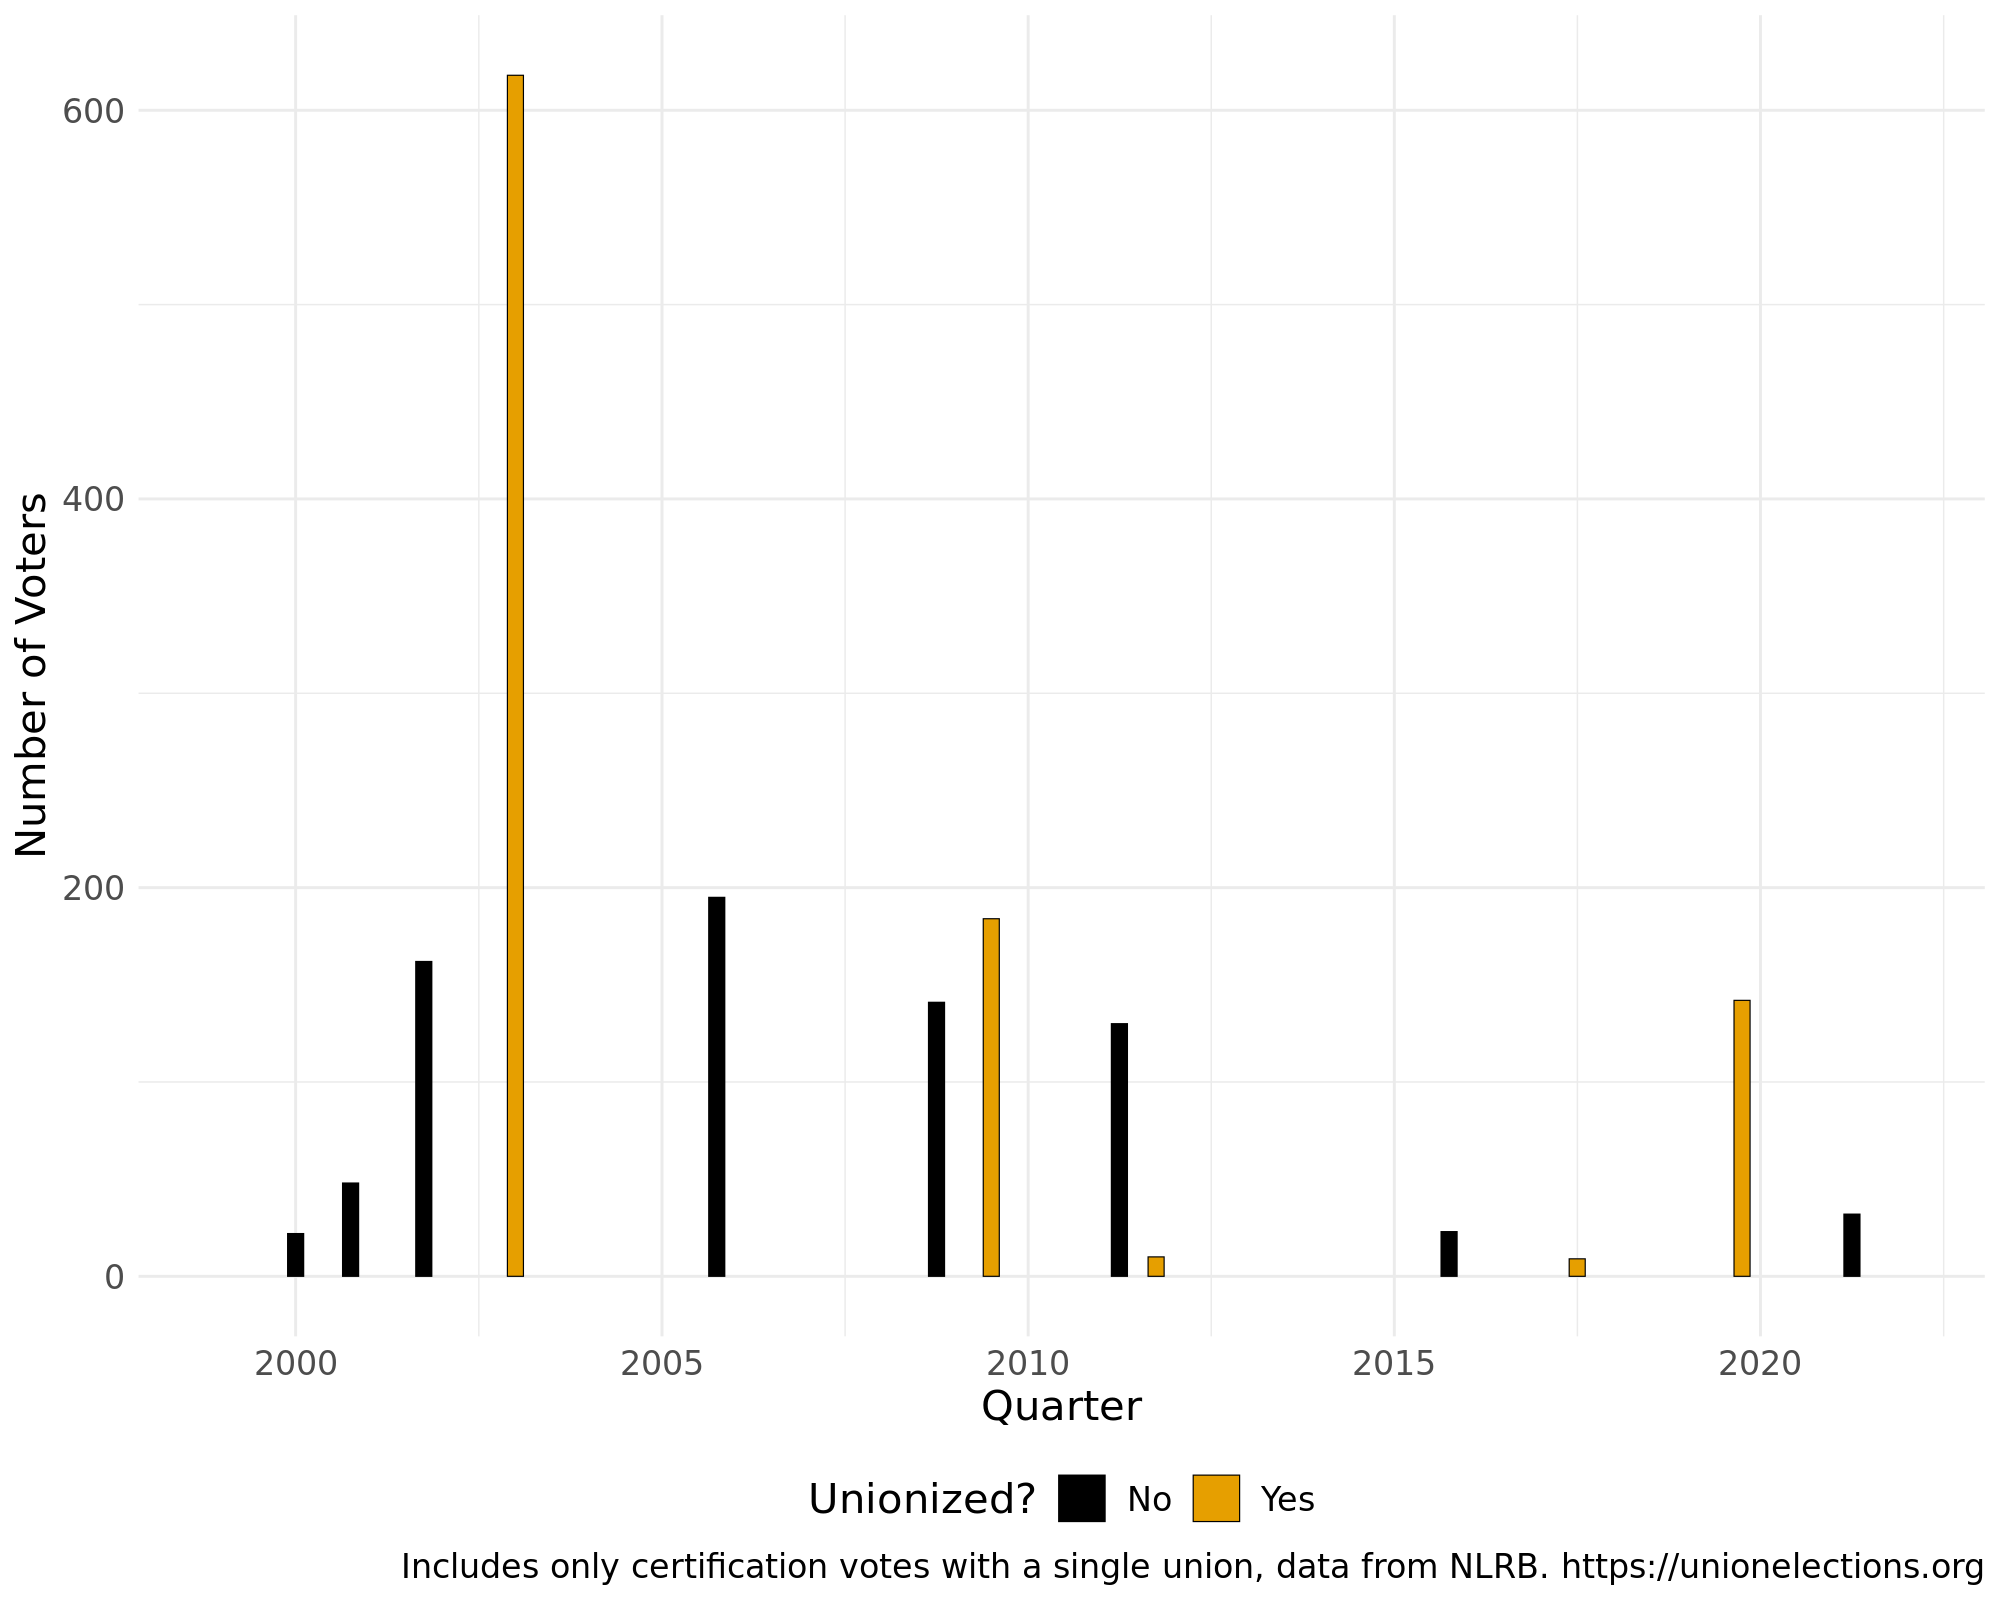 600
400
200
0
Number of Voters
2000 2005 2010 2015 2020
Quarter
Unionized? No Yes
Includes only certification votes with a single union, data from NLRB. https://unionelections.org